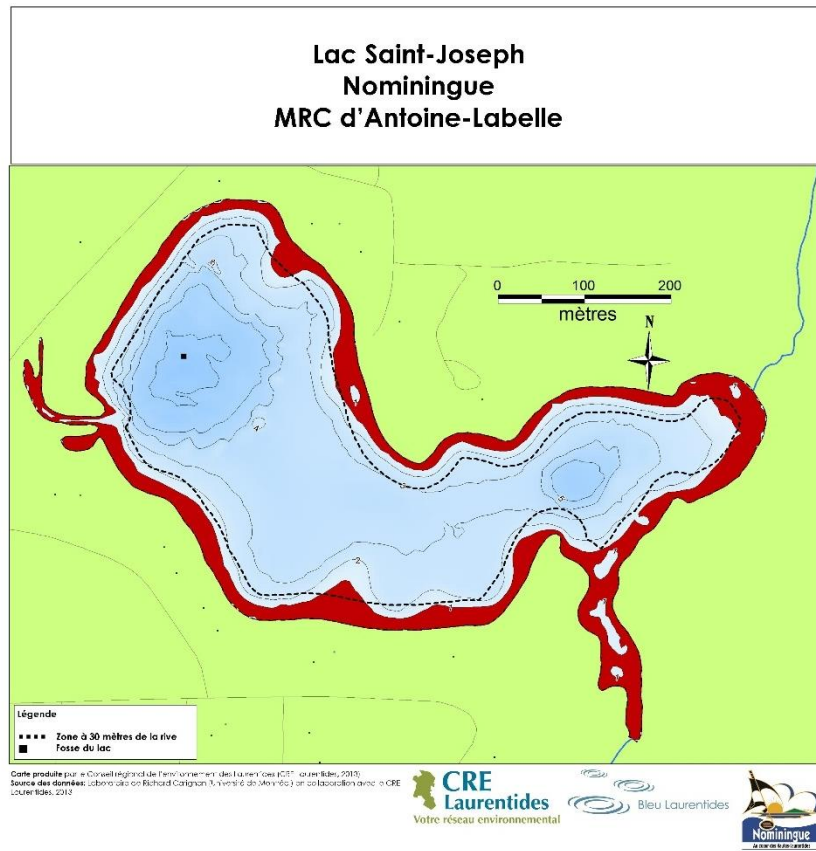 Lac Saint-Joseph
Nominingue
MRC d'Antoine-Labelle
0 100 200
mètres
N
2
Légende
Zone à 30 mètres de la rive
Fosse du lac
Carte produite par le Conseil régional de l'environnement des Laurentides (CRE Laurentides, 2013)
Source des données: Laboratoire de Richard Carignan (Université de Montréal) en collaboration avec le CRE
Laurentides, 2013
CRE
Laurentides
Votre réseau environnemental
Bleu Laurentides
Nominingue